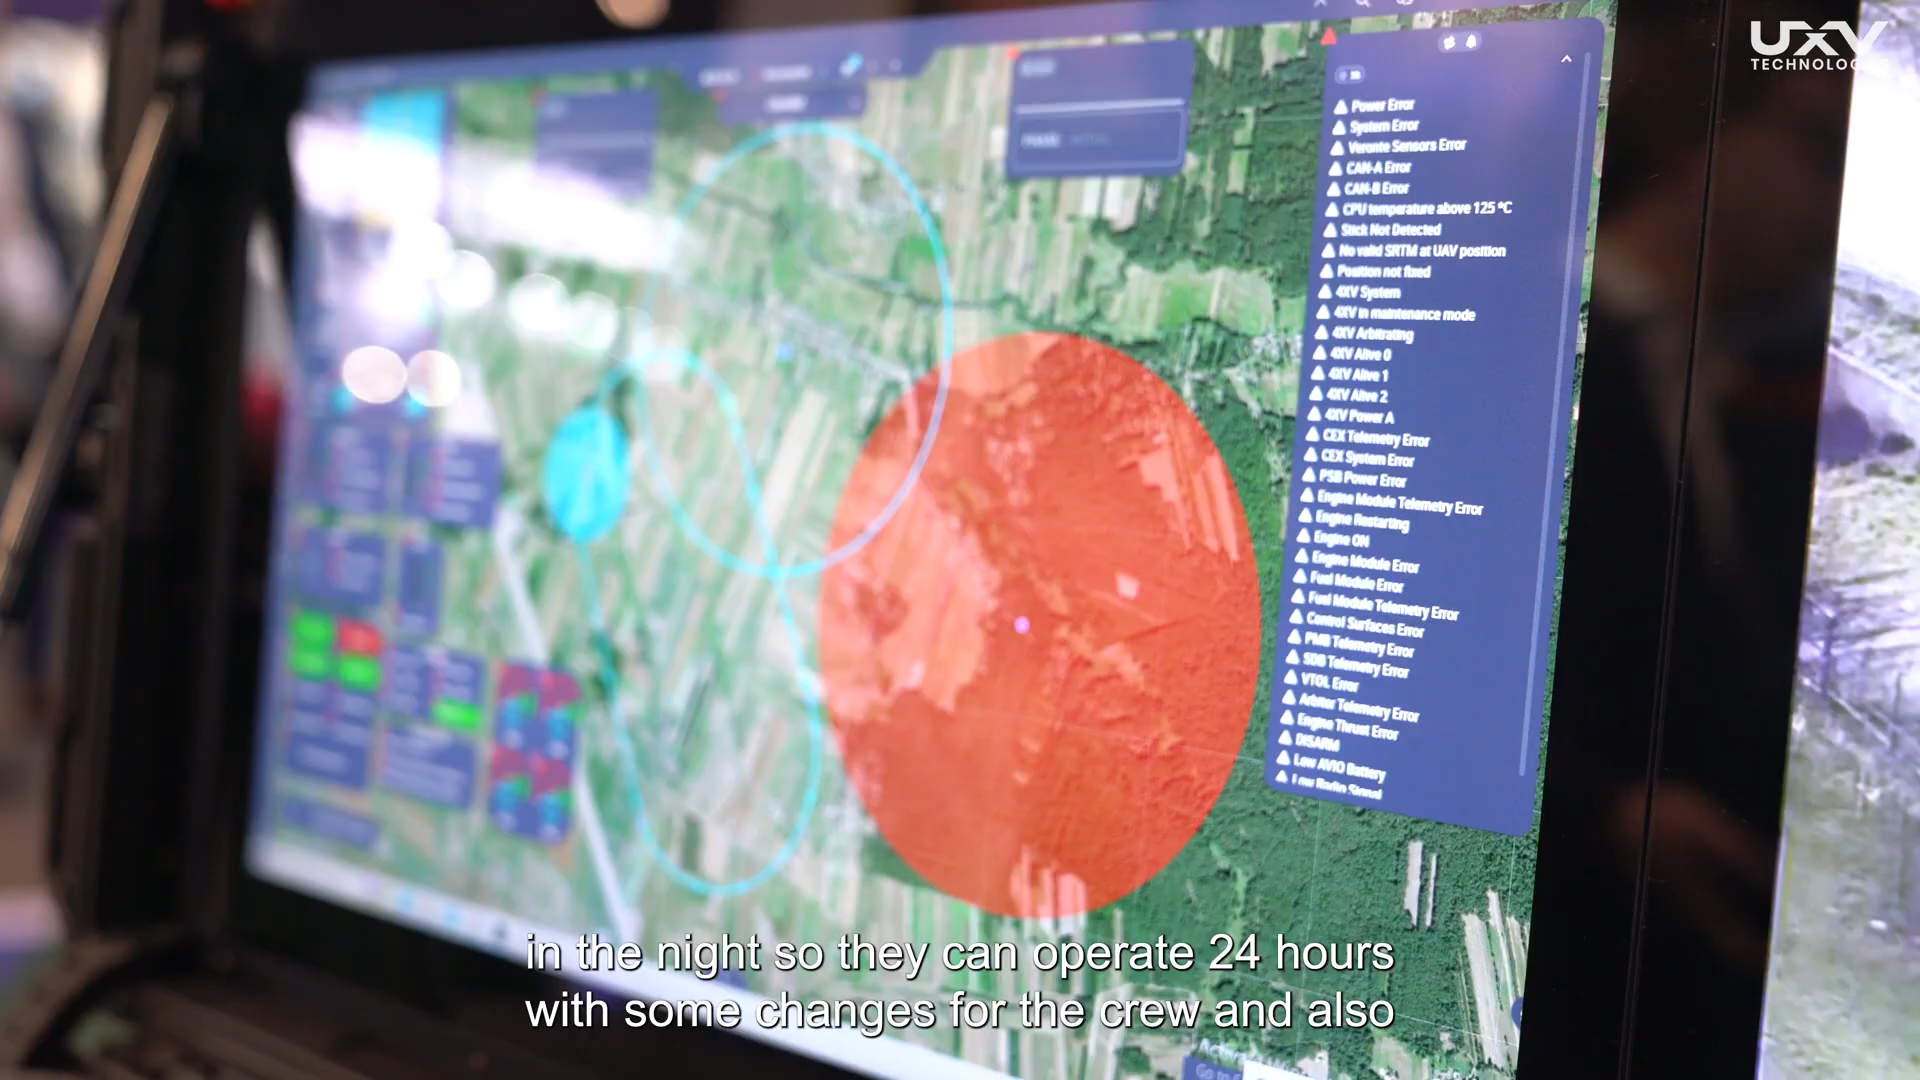 UXV
TECHNOLOG
Power Error
System Error
Veronte Sensors Error
CAN-A Error
CAN-B Error
CPU temperature above 125 ºC
Stick Not Detected
No valid SRTM at UAV position
Position not fixed
4XV System
4XV in maintenance mode
4XV Arbitrating
4XV Alive 0
4XV Alive 1
4XV Alive 2
4XV Power A
CEX Telemetry Error
CEX System Error
PSB Power Error
Engine Module Telemetry Error
Engine Restarting
Engine ON
Engine Module Error
Fuel Module Error
Fuel Module Telemetry Error
Control Surfaces Error
PMB Telemetry Error
SDB Telemetry Error
VTOL Error
Arbiter Telemetry Error
Engine Thrust Error
DISARM
Low AVIO Battery
Low Radio Signal
in the night so they can operate 24 hours
with some changes for the crew and also